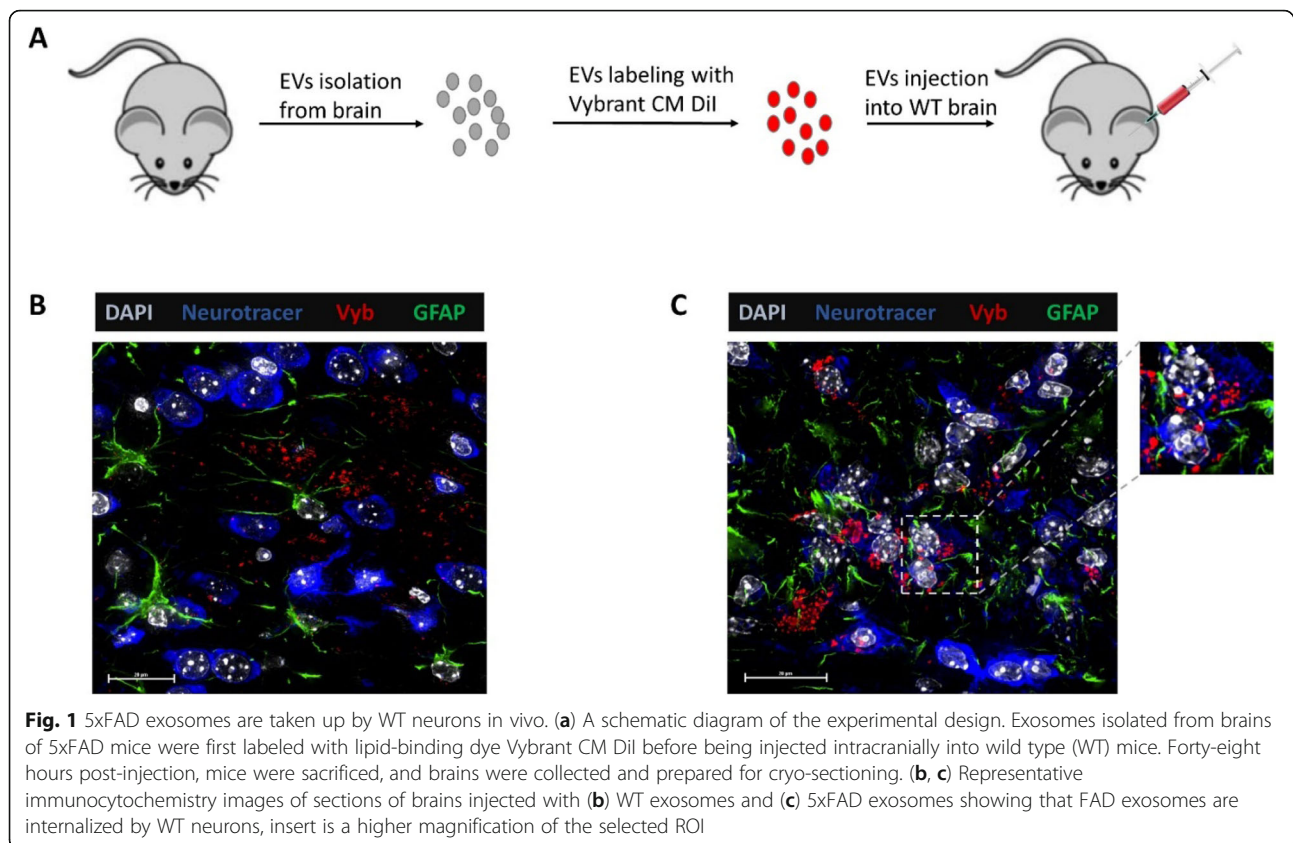 A
EVs isolation
from brain
EVs labeling with
Vybrant CM DiI
EVs injection
into WT brain
B
DAPI Neurotracer Vyb GFAP
20 µm
C
DAPI Neurotracer Vyb GFAP
20 µm
Fig. 1 5xFAD exosomes are taken up by WT neurons in vivo. (a) A schematic diagram of the experimental design. Exosomes isolated from brains
of 5xFAD mice were first labeled with lipid-binding dye Vybrant CM DiI before being injected intracranially into wild type (WT) mice. Forty-eight
hours post-injection, mice were sacrificed, and brains were collected and prepared for cryo-sectioning. (b, c) Representative
immunocytochemistry images of sections of brains injected with (b) WT exosomes and (c) 5xFAD exosomes showing that FAD exosomes are
internalized by WT neurons, insert is a higher magnification of the selected ROI